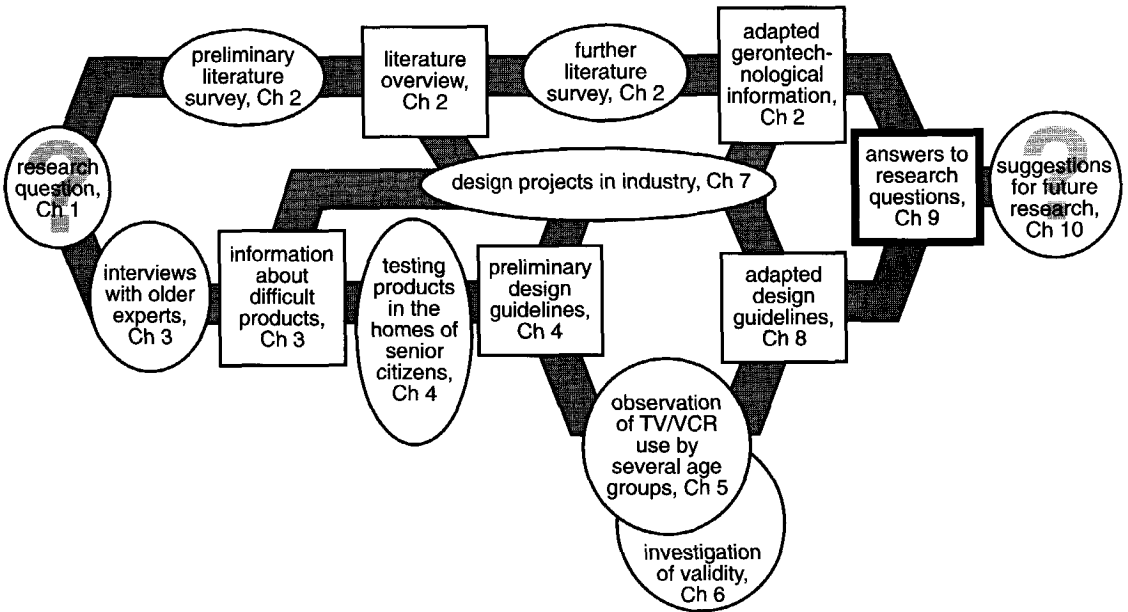 preliminary
literature
survey, Ch 2
literature
overview,
Ch 2
further
literature
survey, Ch 2
adapted
gerontech-
nological
information,
Ch 2
research
question,
Ch 1
design projects in industry, Ch 7
answers to
research
questions,
Ch 9
suggestions
for future
research,
Ch 10
interviews
with older
experts,
Ch 3
information
about
difficult
products,
Ch 3
testing
products
in the
homes of
senior
citizens,
Ch 4
preliminary
design
guidelines,
Ch 4
adapted
design
guidelines,
Ch 8
observation
of TV/VCR
use by
several age
groups, Ch 5
investigation
of validity,
Ch 6
?
?